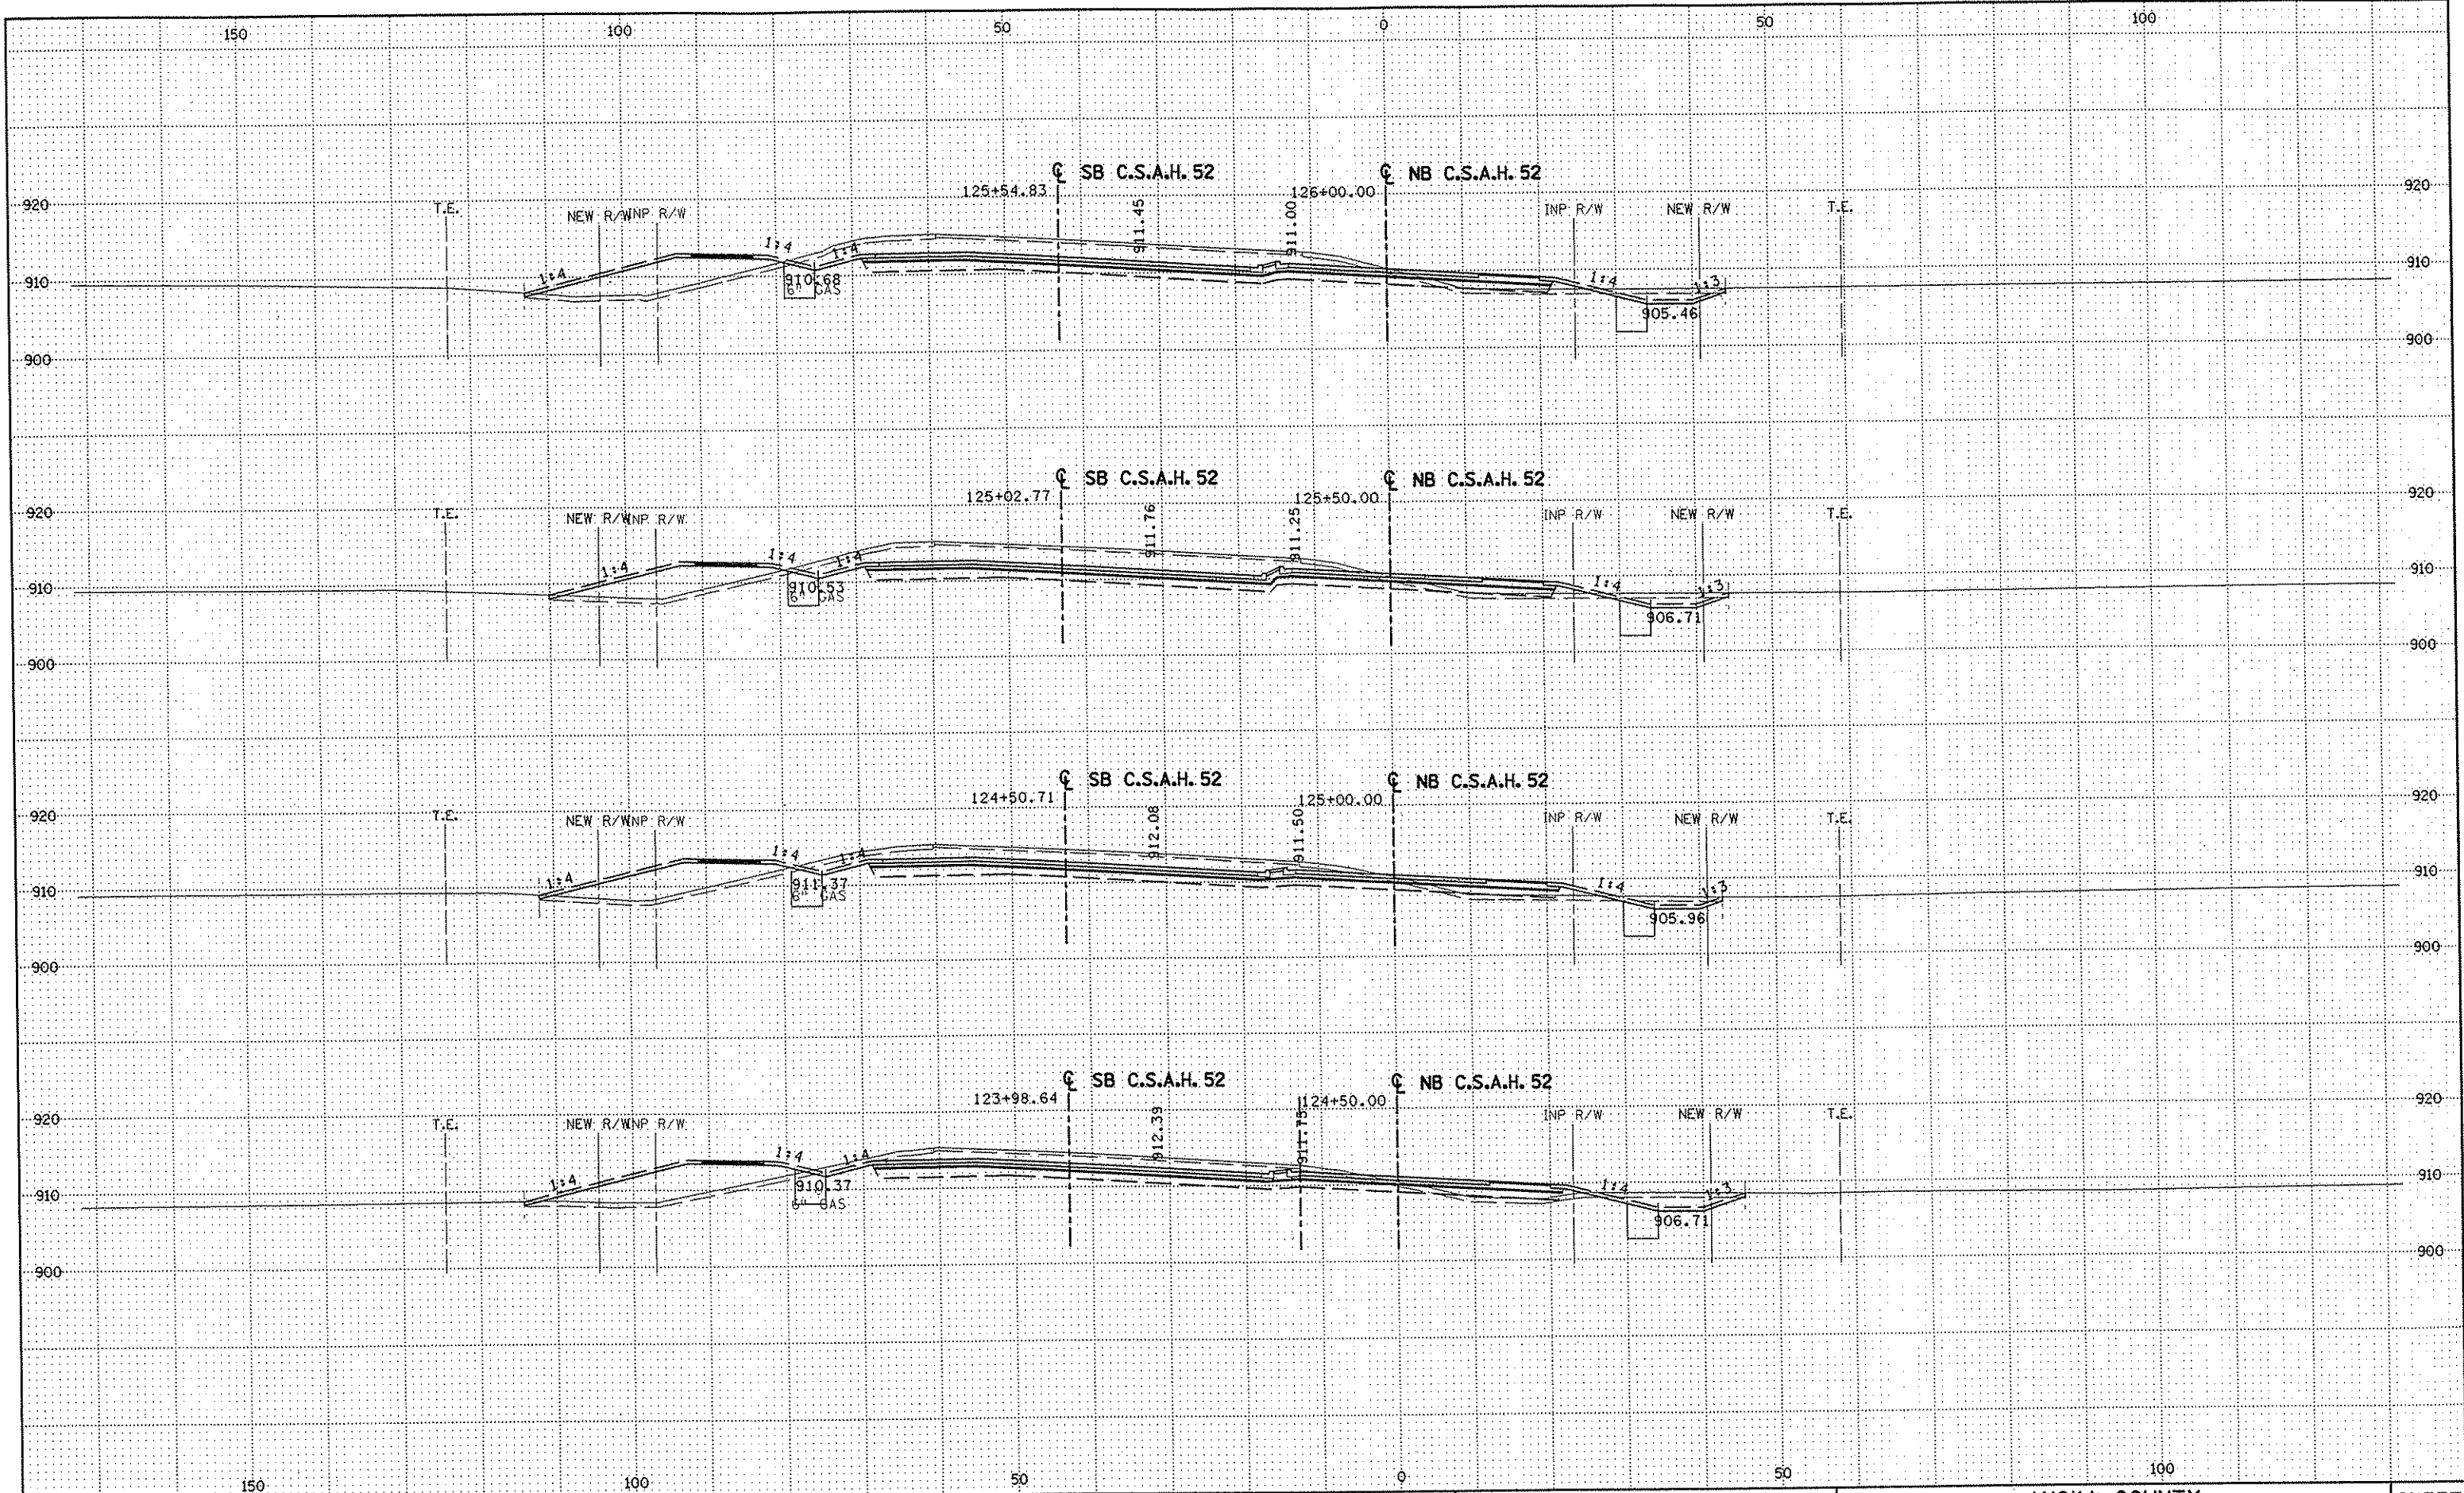 150 100 50 0 50 100
℄ SB C.S.A.H. 52 ℄ NB C.S.A.H. 52
125+54.83 126+00.00
911.45 911.00
920 920
T.E. NEW R/W INP R/W INP R/W NEW R/W T.E.
1:4 1:4 1:4 1:4 1:3
910 910
910.68
6" GAS
905.46
900 900
℄ SB C.S.A.H. 52 ℄ NB C.S.A.H. 52
125+02.77 125+50.00
911.76 911.25
920 920
T.E. NEW R/W INP R/W INP R/W NEW R/W T.E.
1:4 1:4 1:4 1:4 1:3
910 910
910.53
6" GAS
906.71
900 900
℄ SB C.S.A.H. 52 ℄ NB C.S.A.H. 52
124+50.71 125+00.00
912.08 911.50
920 920
T.E. NEW R/W INP R/W INP R/W NEW R/W T.E.
1:4 1:4 1:4 1:4 1:3
910 910
911.37
6" GAS
905.96
900 900
℄ SB C.S.A.H. 52 ℄ NB C.S.A.H. 52
123+98.64 124+50.00
912.39 911.75
920 920
T.E. NEW R/W INP R/W INP R/W NEW R/W T.E.
1:4 1:4 1:4 1:4 1:3
910 910
910.37
6" GAS
906.71
900 900
150 100 50 0 50 100
COUNTY